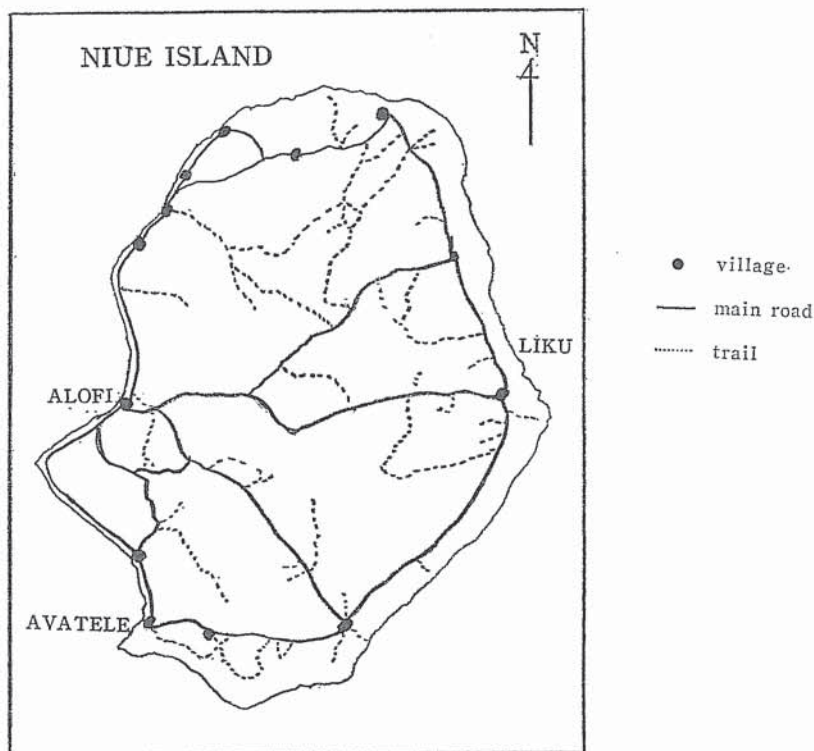 NIUE ISLAND
N
village
main road
LIKU
trail
ALOFI
AVATELE